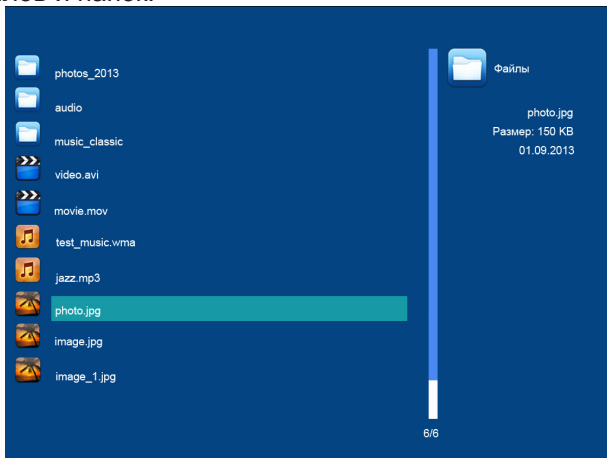 photos_2013
audio
music_classic
video.avi
movie.mov
test_music.wma
jazz.mp3
photo.jpg
image.jpg
image_1.jpg
6/6
Файлы
photo.jpg
Размер: 150 KB
01.09.2013